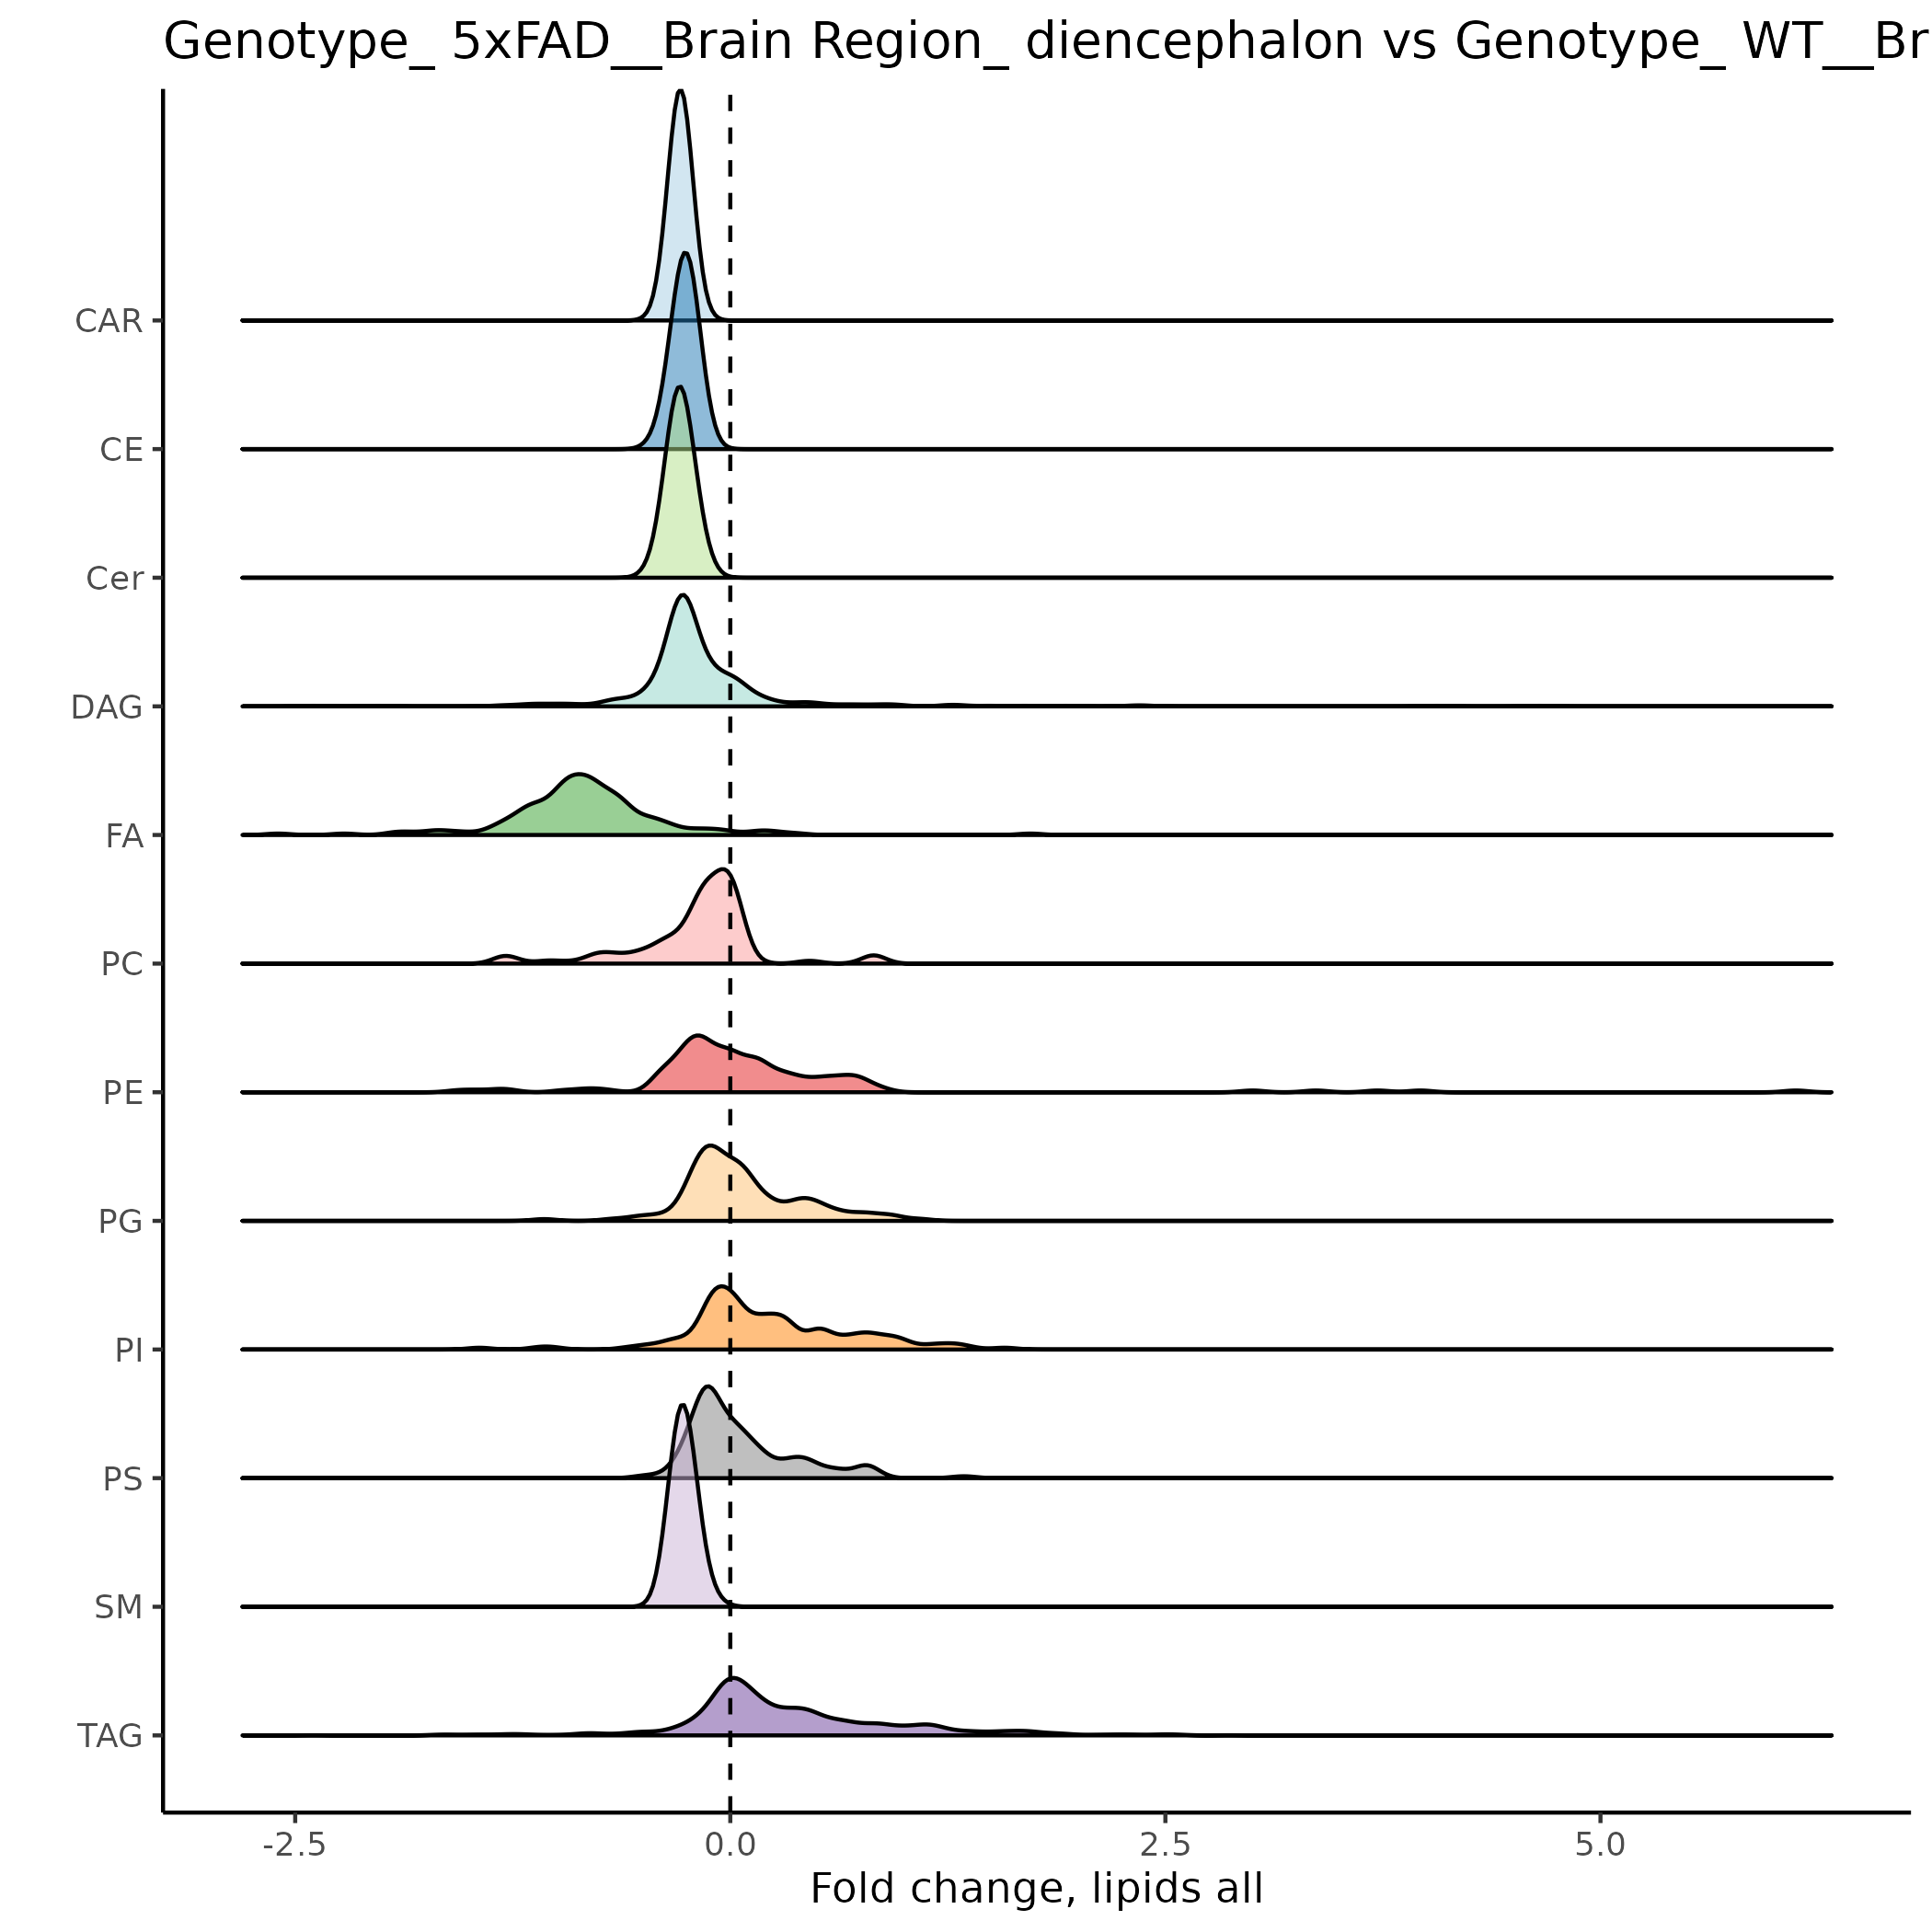 Genotype_ 5xFAD__Brain Region_ diencephalon vs Genotype_ WT__Br
CAR
CE
Cer
DAG
FA
PC
PE
PG
PI
PS
SM
TAG
-2.5 0.0 2.5 5.0
Fold change, lipids all